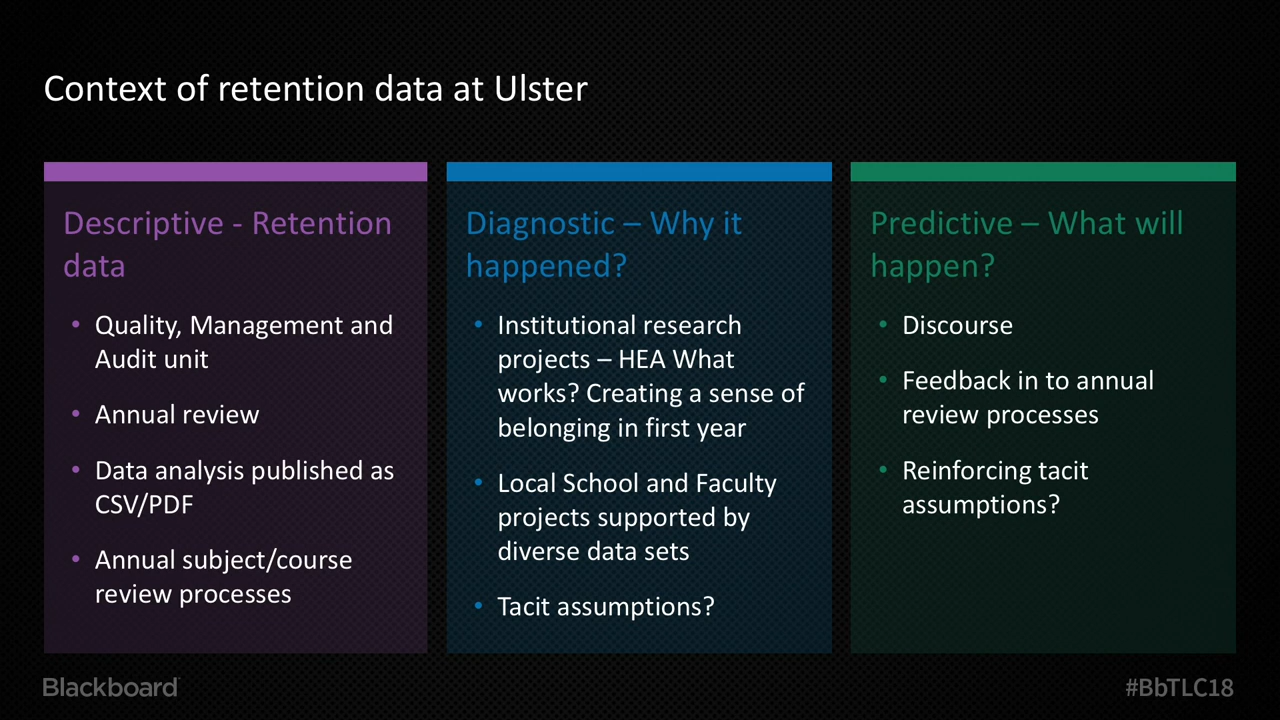 Context of retention data at Ulster
Descriptive - Retention
data
• Quality, Management and
Audit unit
• Annual review
• Data analysis published as
CSV/PDF
• Annual subject/course
review processes
Diagnostic – Why it
happened?
• Institutional research
projects – HEA What
works? Creating a sense of
belonging in first year
• Local School and Faculty
projects supported by
diverse data sets
• Tacit assumptions?
Predictive – What will
happen?
• Discourse
• Feedback in to annual
review processes
• Reinforcing tacit
assumptions?
Blackboard
#BbTLC18